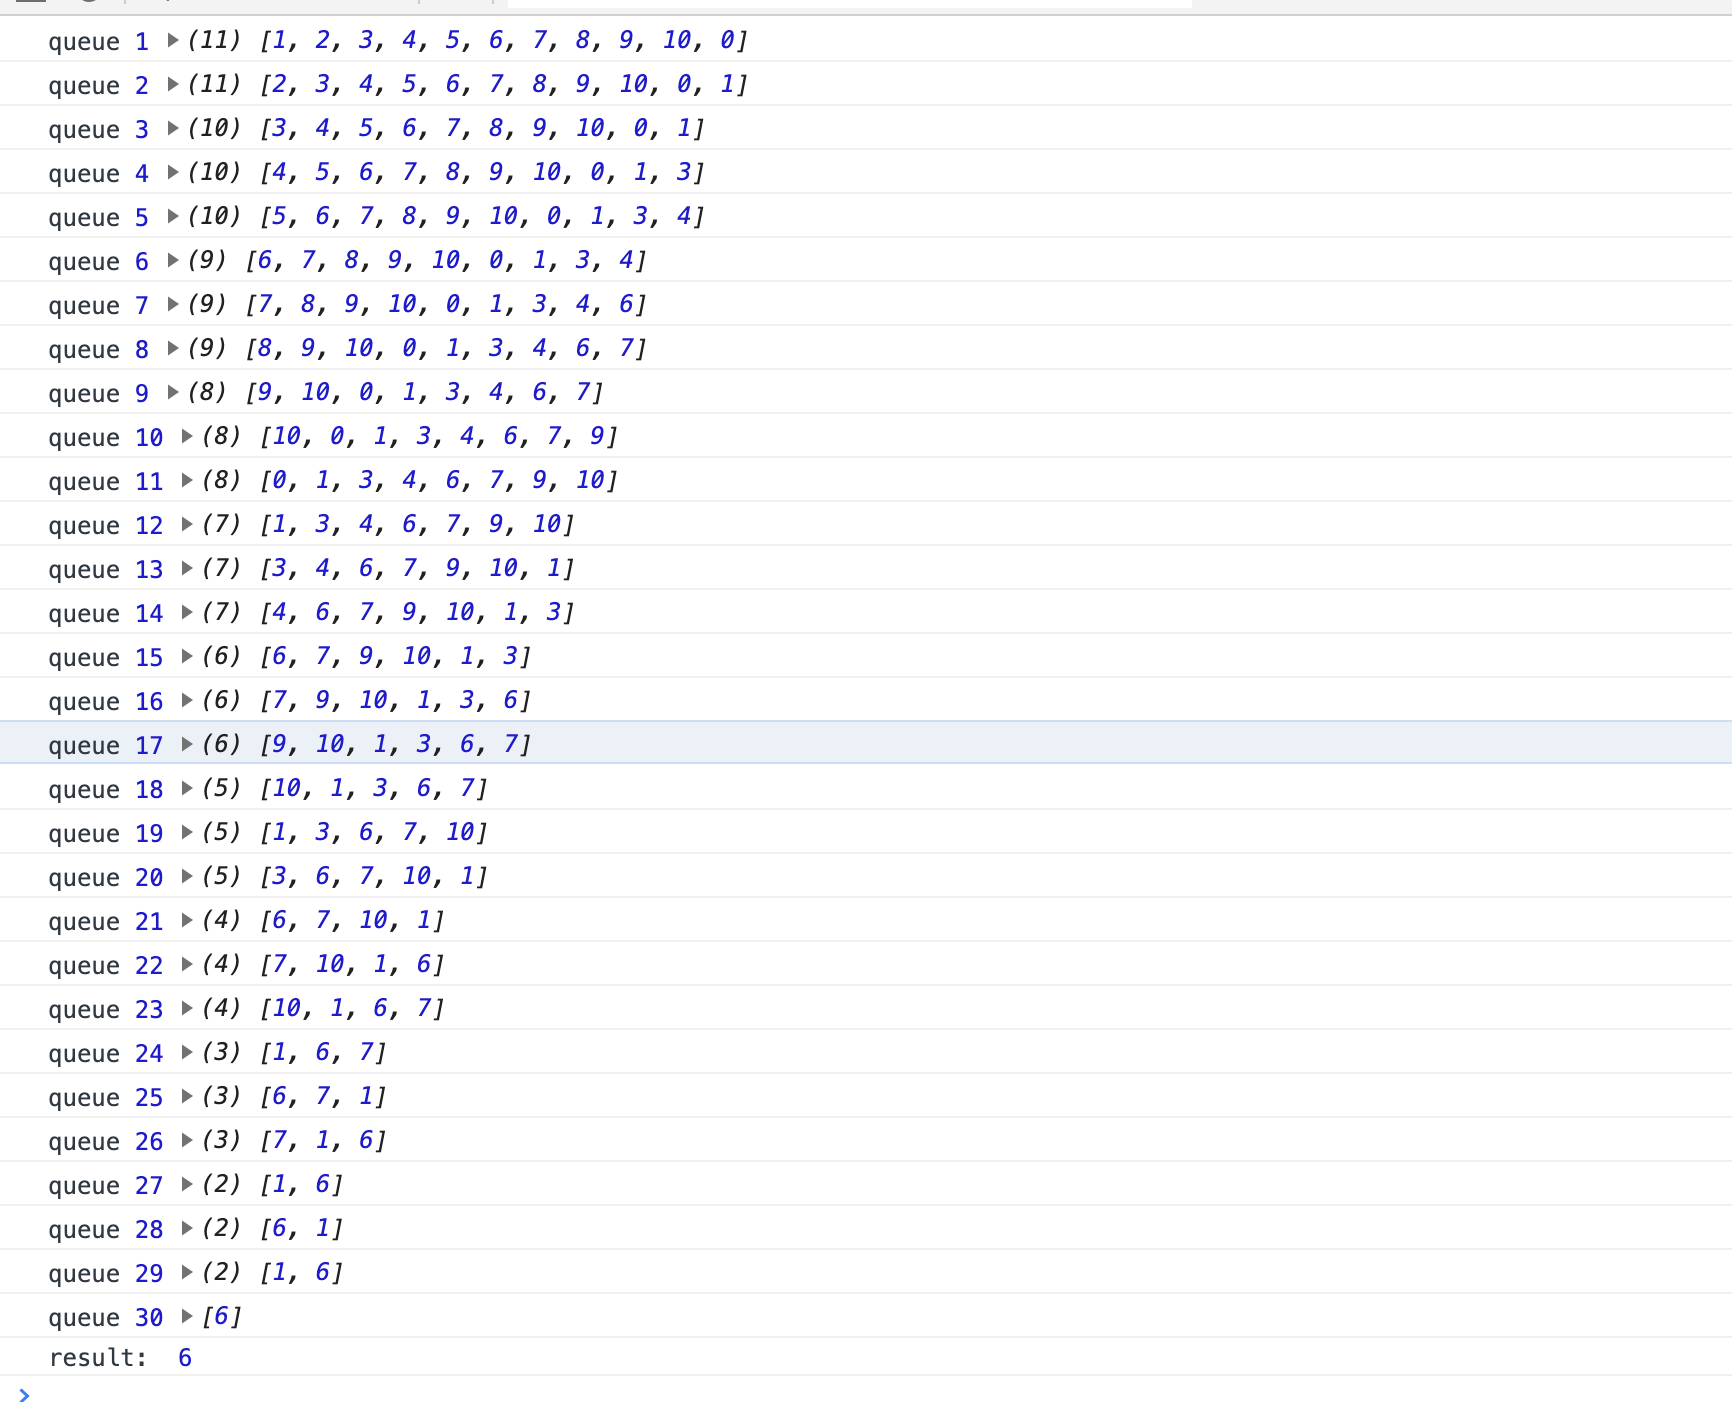 queue 1 ▶(11) [1, 2, 3, 4, 5, 6, 7, 8, 9, 10, 0]
queue 2 ▶(11) [2, 3, 4, 5, 6, 7, 8, 9, 10, 0, 1]
queue 3 ▶(10) [3, 4, 5, 6, 7, 8, 9, 10, 0, 1]
queue 4 ▶(10) [4, 5, 6, 7, 8, 9, 10, 0, 1, 3]
queue 5 ▶(10) [5, 6, 7, 8, 9, 10, 0, 1, 3, 4]
queue 6 ▶(9) [6, 7, 8, 9, 10, 0, 1, 3, 4]
queue 7 ▶(9) [7, 8, 9, 10, 0, 1, 3, 4, 6]
queue 8 ▶(9) [8, 9, 10, 0, 1, 3, 4, 6, 7]
queue 9 ▶(8) [9, 10, 0, 1, 3, 4, 6, 7]
queue 10 ▶(8) [10, 0, 1, 3, 4, 6, 7, 9]
queue 11 ▶(8) [0, 1, 3, 4, 6, 7, 9, 10]
queue 12 ▶(7) [1, 3, 4, 6, 7, 9, 10]
queue 13 ▶(7) [3, 4, 6, 7, 9, 10, 1]
queue 14 ▶(7) [4, 6, 7, 9, 10, 1, 3]
queue 15 ▶(6) [6, 7, 9, 10, 1, 3]
queue 16 ▶(6) [7, 9, 10, 1, 3, 6]
queue 17 ▶(6) [9, 10, 1, 3, 6, 7]
queue 18 ▶(5) [10, 1, 3, 6, 7]
queue 19 ▶(5) [1, 3, 6, 7, 10]
queue 20 ▶(5) [3, 6, 7, 10, 1]
queue 21 ▶(4) [6, 7, 10, 1]
queue 22 ▶(4) [7, 10, 1, 6]
queue 23 ▶(4) [10, 1, 6, 7]
queue 24 ▶(3) [1, 6, 7]
queue 25 ▶(3) [6, 7, 1]
queue 26 ▶(3) [7, 1, 6]
queue 27 ▶(2) [1, 6]
queue 28 ▶(2) [6, 1]
queue 29 ▶(2) [1, 6]
queue 30 ▶[6]
result: 6